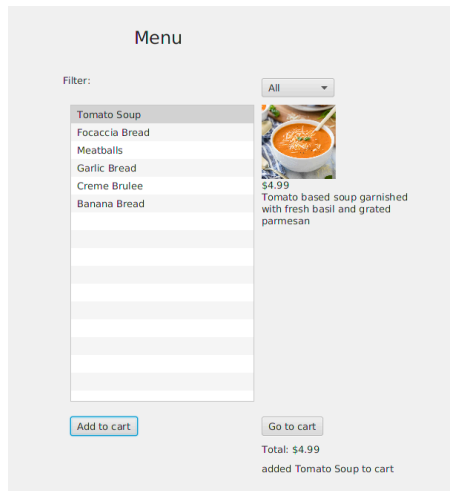 Menu
Filter:
All
Tomato Soup
Focaccia Bread
Meatballs
Garlic Bread
Creme Brulee
Banana Bread
$4.99
Tomato based soup garnished
with fresh basil and grated
parmesan
Add to cart
Go to cart
Total: $4.99
added Tomato Soup to cart